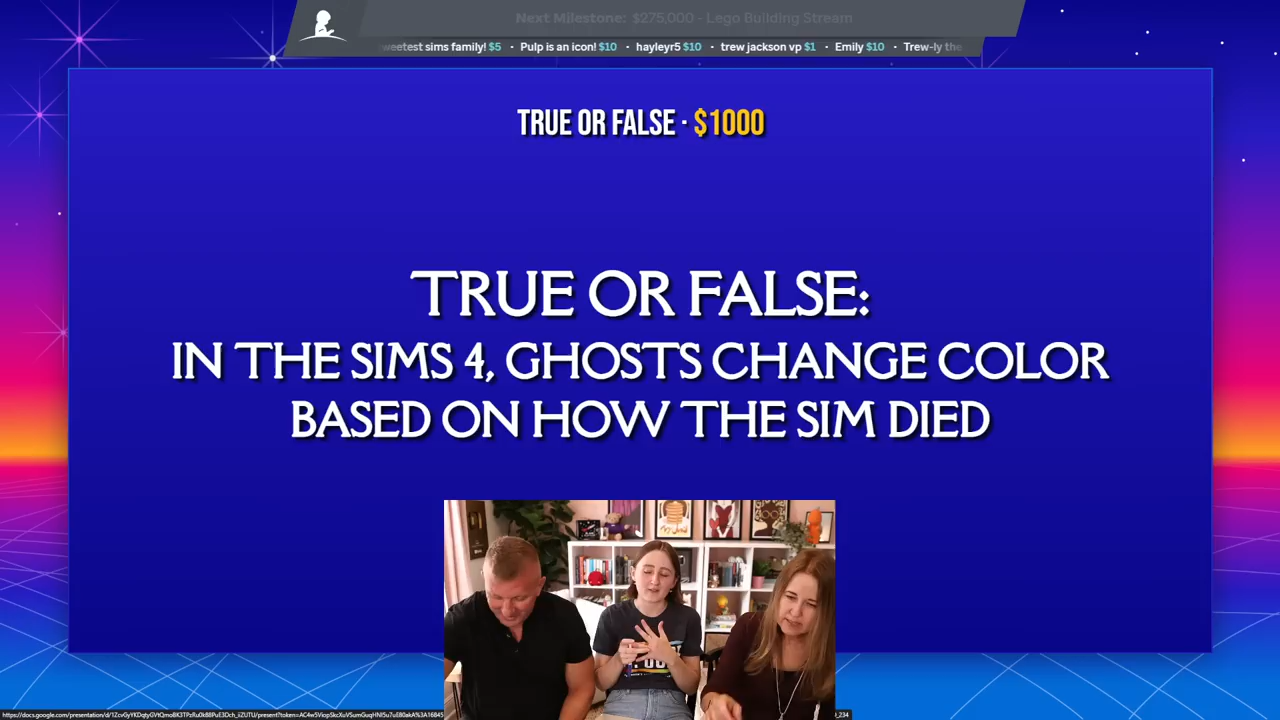 Next Milestone: $275,000 - Lego Building Stream
weetest sims family! $5 · Pulp is an icon! $10 · hayleyr5 $10 · trew jackson vp $1 · Emily $10 · Trew-ly the
TRUE OR FALSE · $1000
TRUE OR FALSE:
IN THE SIMS 4, GHOSTS CHANGE COLOR
BASED ON HOW THE SIM DIED